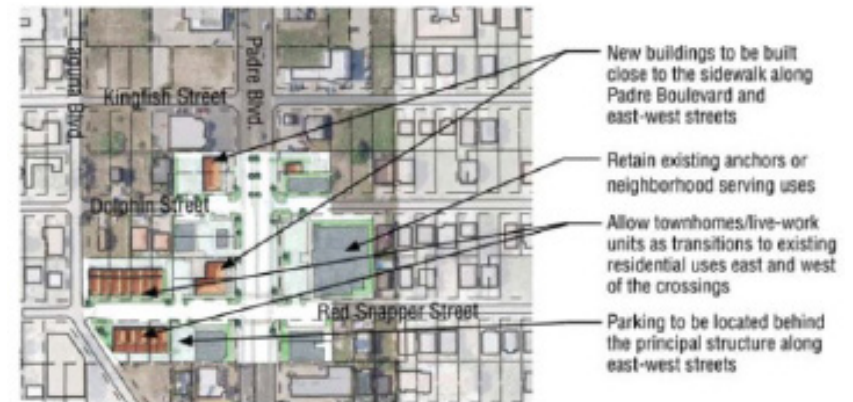 Laguna Blvd.
Padre Blvd.
Kingfish Street
Dolphin Street
Red Snapper Street
New buildings to be built
close to the sidewalk along
Padre Boulevard and
east-west streets
Retain existing anchors or
neighborhood serving uses
Allow townhomes/live-work
units as transitions to existing
residential uses east and west
of the crossings
Parking to be located behind
the principal structure along
east-west streets